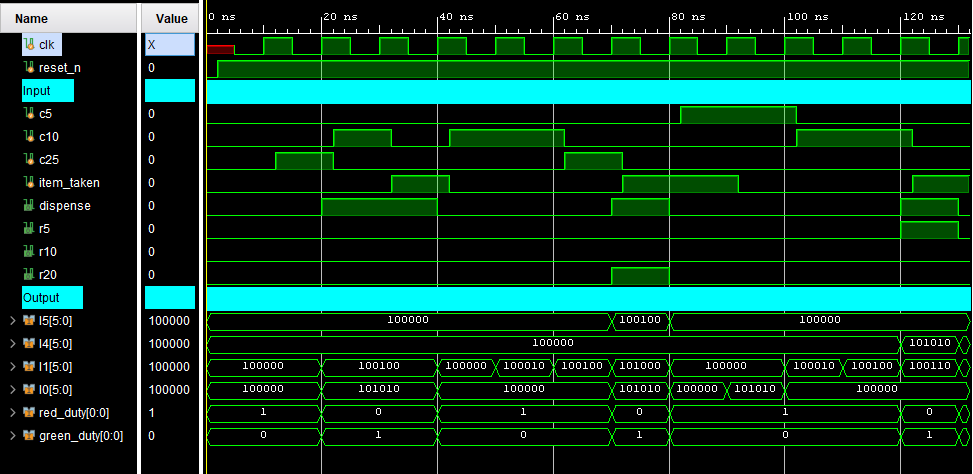 Name Value 0 ns 20 ns 40 ns 60 ns 80 ns 100 ns 120 ns
clk X
reset_n 0
Input
c5 0
c10 0
c25 0
item_taken 0
dispense 0
r5 0
r10 0
r20 0
Output
l5[5:0] 100000 100000 100100 100000
l4[5:0] 100000 100000 101010
l1[5:0] 100000 100000 100100 100000 100010 100100 101000 100000 100010 100100 100110
l0[5:0] 100000 100000 101010 100000 101010 100000 101010 100000
red_duty[0:0] 1 1 0 1 0 1 0
green_duty[0:0] 0 0 1 0 1 0 1